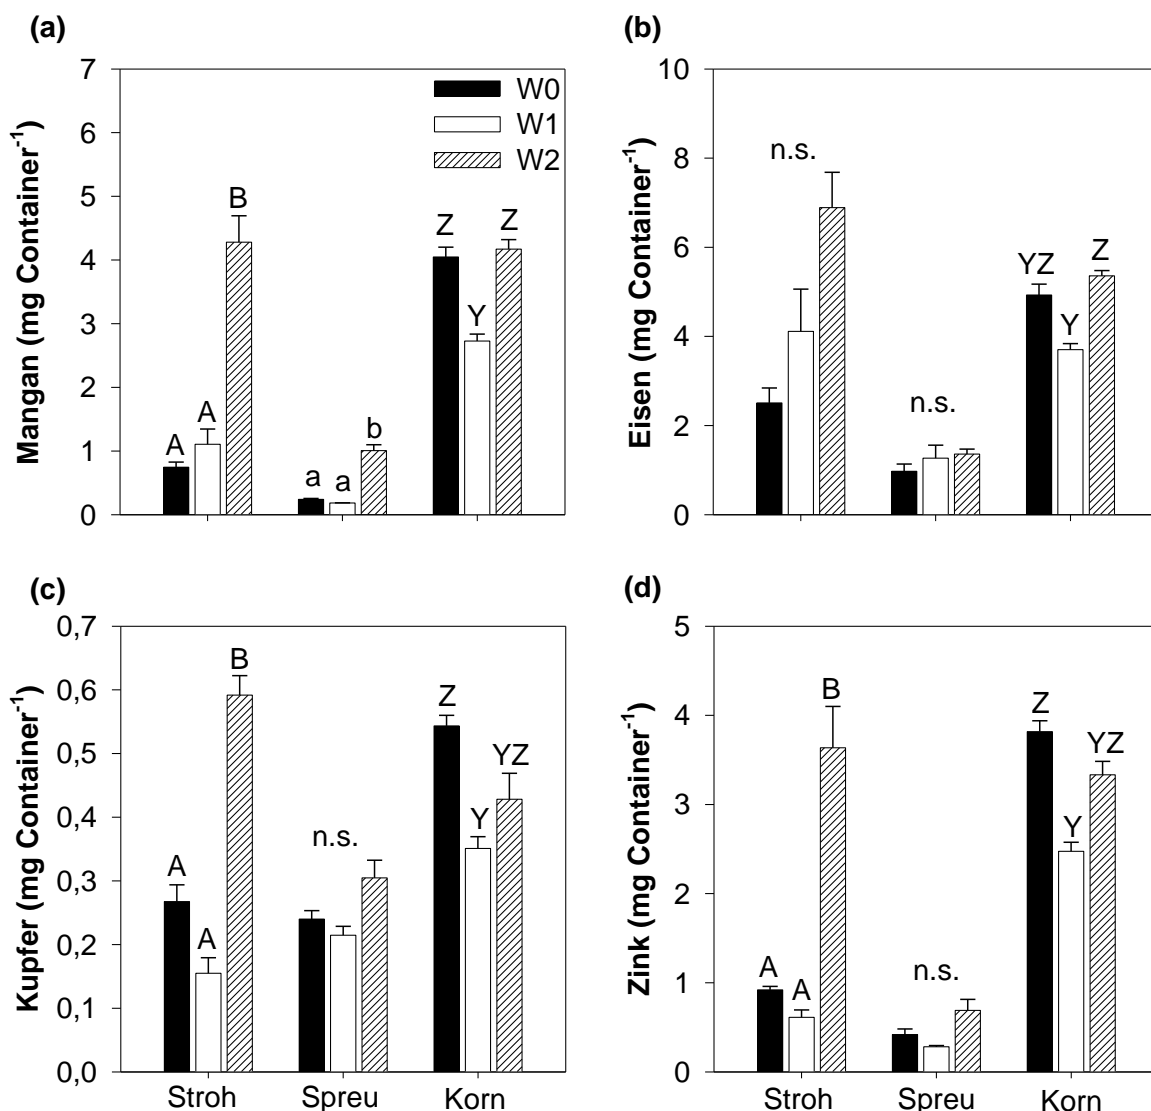 (a)
Mangan (mg Container-1)
7
6
5
4
3
2
1
0
W0
W1
W2
A
A
B
a
a
b
Z
Y
Z
(b)
Eisen (mg Container-1)
10
8
6
4
2
0
n.s.
n.s.
YZ
Y
Z
(c)
Kupfer (mg Container-1)
0,7
0,6
0,5
0,4
0,3
0,2
0,1
0,0
A
A
B
n.s.
Z
Y
YZ
Stroh
Spreu
Korn
(d)
Zink (mg Container-1)
5
4
3
2
1
0
A
A
B
n.s.
Z
Y
YZ
Stroh
Spreu
Korn